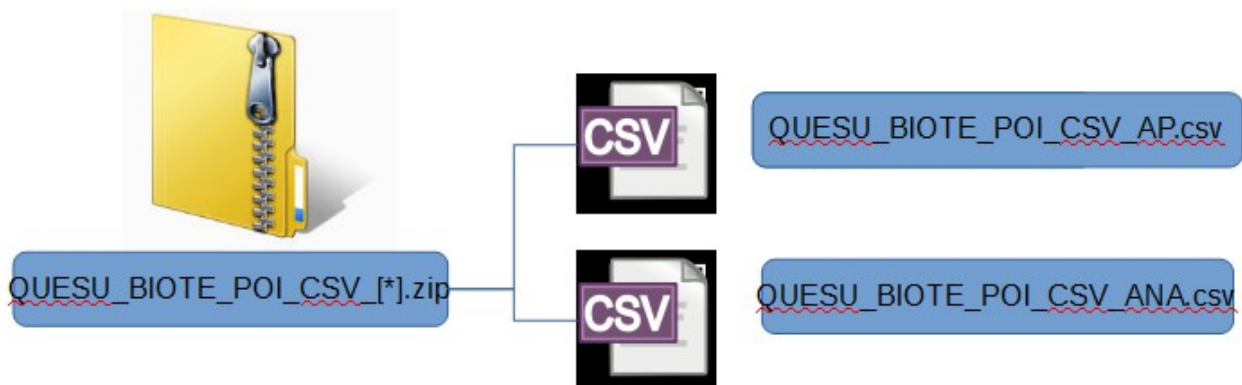 CSV
QUESU_BIOTE_POI_CSV_AP.csv
QUESU_BIOTE_POI_CSV_[*].zip
CSV
QUESU_BIOTE_POI_CSV_ANA.csv